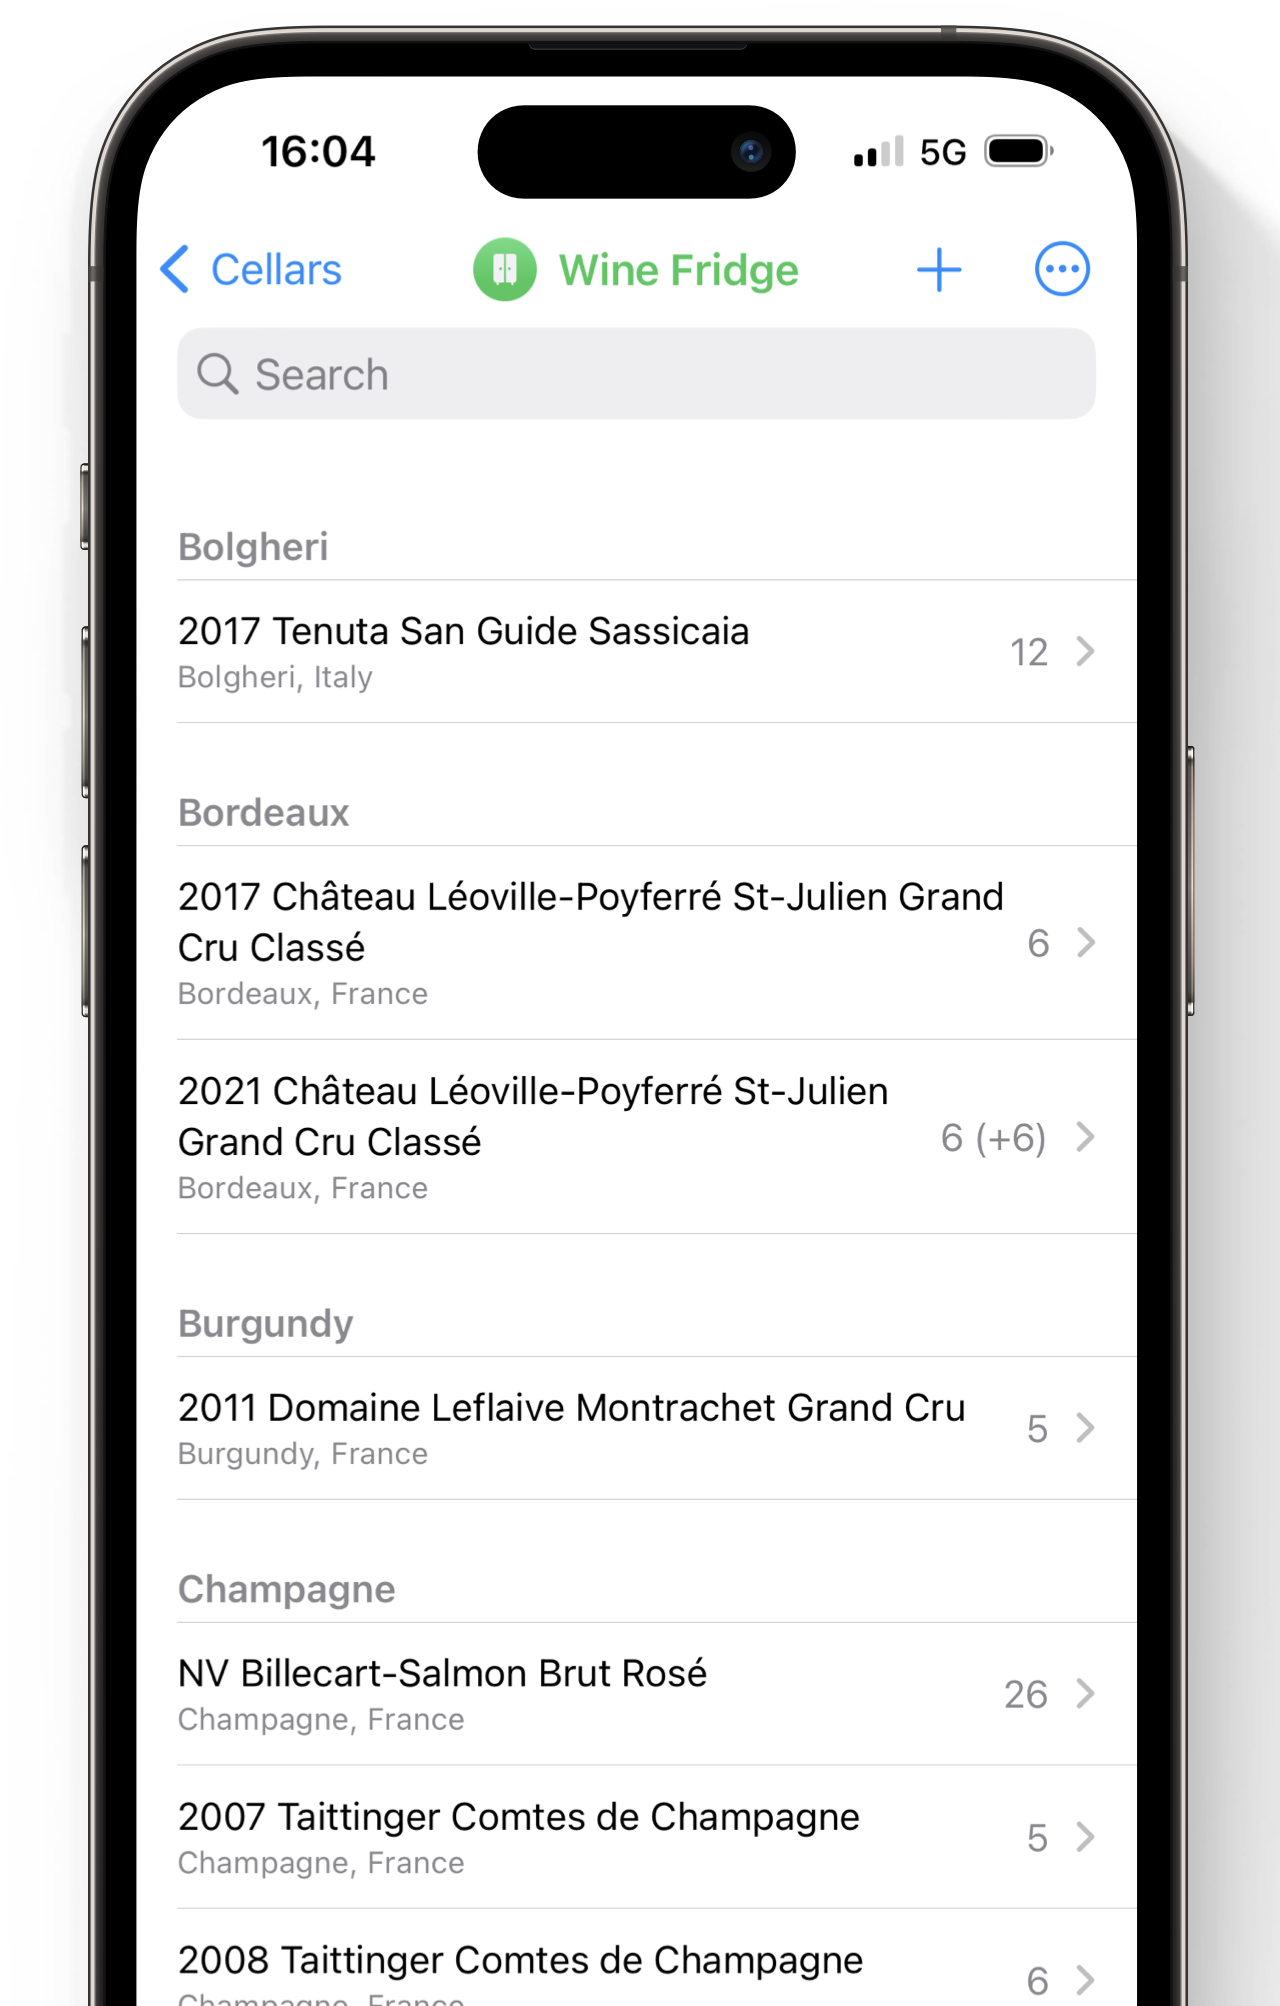 16:04
5G
Cellars
Wine Fridge
Search
Bolgheri
2017 Tenuta San Guide Sassicaia
12
Bolgheri, Italy
Bordeaux
2017 Château Léoville-Poyferré St-Julien Grand
Cru Classé
6
Bordeaux, France
2021 Château Léoville-Poyferré St-Julien
Grand Cru Classé
6 (+6)
Bordeaux, France
Burgundy
2011 Domaine Leflaive Montrachet Grand Cru
5
Burgundy, France
Champagne
NV Billecart-Salmon Brut Rosé
26
Champagne, France
2007 Taittinger Comtes de Champagne
5
Champagne, France
2008 Taittinger Comtes de Champagne
6
Champagne, France